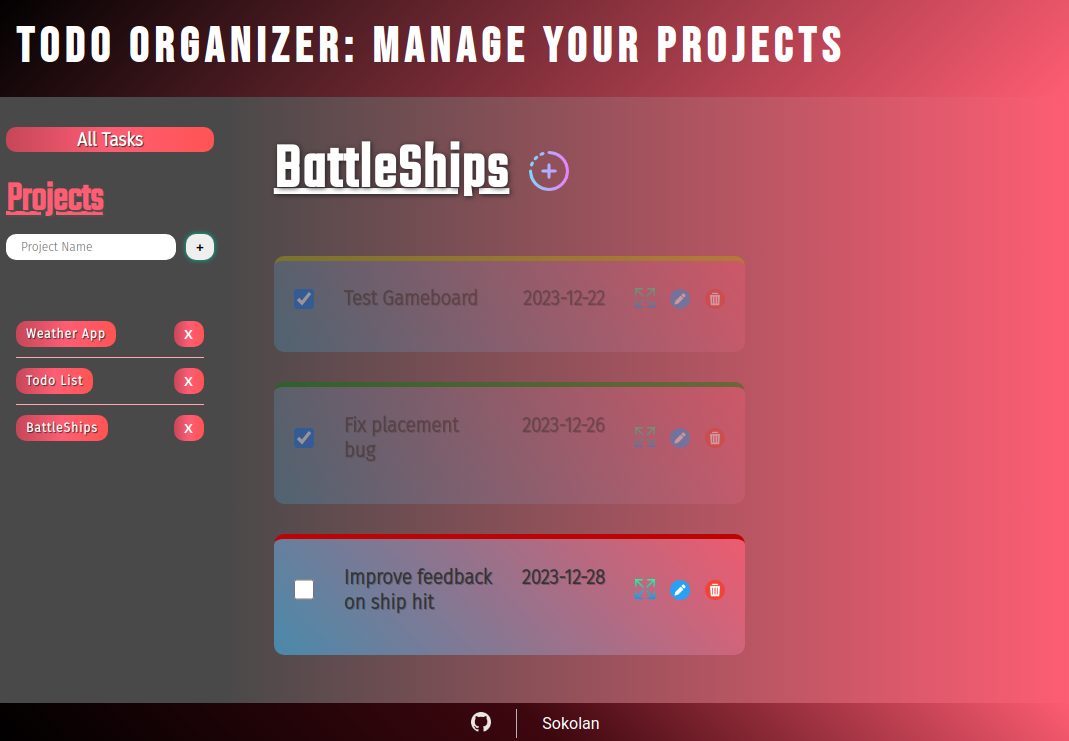 TODO ORGANIZER: MANAGE YOUR PROJECTS
All Tasks
Projects
Project Name
+
Weather App
X
Todo List
X
BattleShips
X
BattleShips
Test Gameboard
2023-12-22
Fix placement
bug
2023-12-26
Improve feedback
on ship hit
2023-12-28
Sokolan